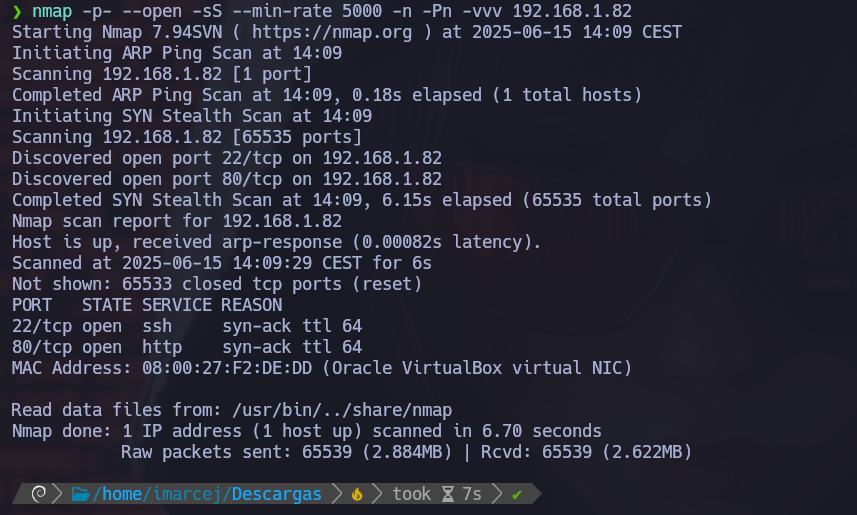 ❯ nmap -p- --open -sS --min-rate 5000 -n -Pn -vvv 192.168.1.82
Starting Nmap 7.94SVN ( https://nmap.org ) at 2025-06-15 14:09 CEST
Initiating ARP Ping Scan at 14:09
Scanning 192.168.1.82 [1 port]
Completed ARP Ping Scan at 14:09, 0.18s elapsed (1 total hosts)
Initiating SYN Stealth Scan at 14:09
Scanning 192.168.1.82 [65535 ports]
Discovered open port 22/tcp on 192.168.1.82
Discovered open port 80/tcp on 192.168.1.82
Completed SYN Stealth Scan at 14:09, 6.15s elapsed (65535 total ports)
Nmap scan report for 192.168.1.82
Host is up, received arp-response (0.00082s latency).
Scanned at 2025-06-15 14:09:29 CEST for 6s
Not shown: 65533 closed tcp ports (reset)
PORT   STATE SERVICE REASON
22/tcp open  ssh     syn-ack ttl 64
80/tcp open  http    syn-ack ttl 64
MAC Address: 08:00:27:F2:DE:DD (Oracle VirtualBox virtual NIC)
Read data files from: /usr/bin/../share/nmap
Nmap done: 1 IP address (1 host up) scanned in 6.70 seconds
           Raw packets sent: 65539 (2.884MB) | Rcvd: 65539 (2.622MB)
/home/imarcej/Descargas took 7s ✔